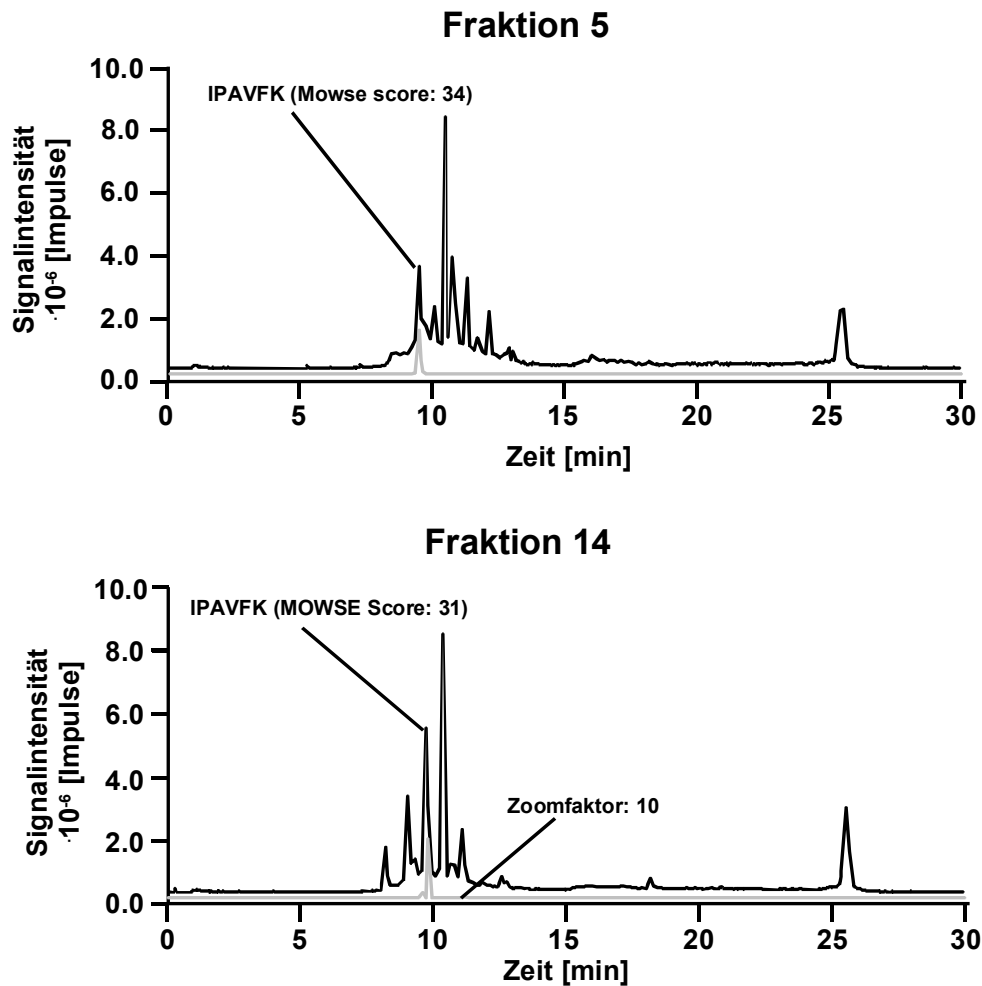 Fraktion 5
10.0
IPAVFK (Mowse score: 34)
8.0
6.0
4.0
2.0
0.0
Signalintensität
·10⁻⁶ [Impulse]
0 5 10 15 20 25 30
Zeit [min]
Fraktion 14
10.0
IPAVFK (MOWSE Score: 31)
8.0
6.0
4.0
Zoomfaktor: 10
2.0
0.0
Signalintensität
·10⁻⁶ [Impulse]
0 5 10 15 20 25 30
Zeit [min]